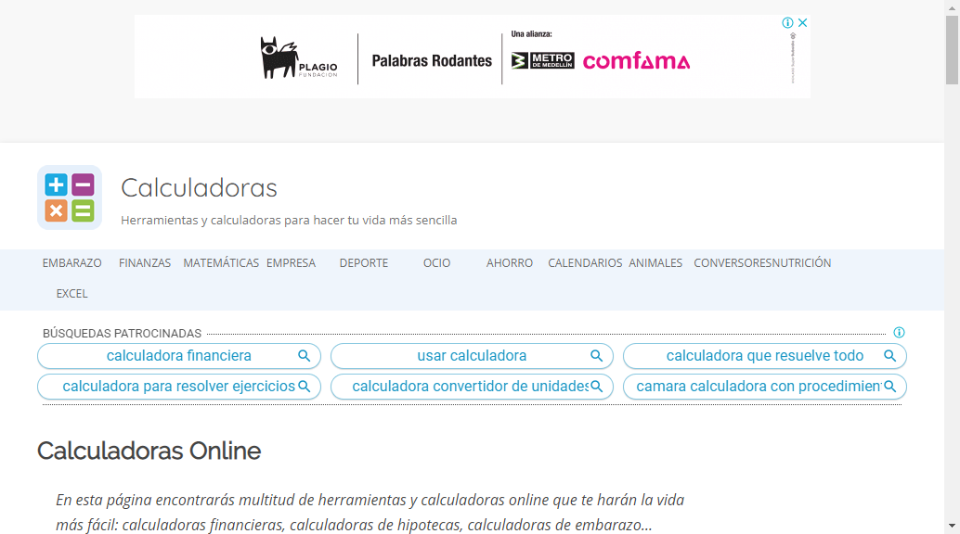 Una alianza:
PLAGIO
FUNDACIÓN
Palabras Rodantes
METRO
DE MEDELLÍN
comfama
Calculadoras
Herramientas y calculadoras para hacer tu vida más sencilla
EMBARAZO FINANZAS MATEMÁTICAS EMPRESA DEPORTE OCIO AHORRO CALENDARIOS ANIMALES CONVERSORESNUTRICIÓN
EXCEL
BÚSQUEDAS PATROCINADAS
calculadora financiera usar calculadora calculadora que resuelve todo
calculadora para resolver ejercicios calculadora convertidor de unidades camara calculadora con procedimien
Calculadoras Online
En esta página encontrarás multitud de herramientas y calculadoras online que te harán la vida
más fácil: calculadoras financieras, calculadoras de hipotecas, calculadoras de embarazo...